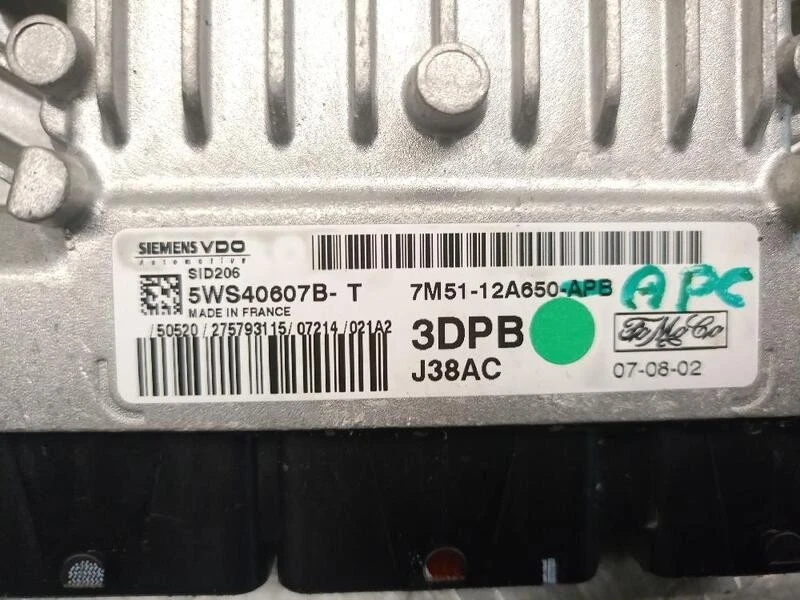 SIEMENS VDO
Automotive
SID206
5WS40607B- T
MADE IN FRANCE
/50520/275793115/07214/021A2
7M51-12A650-APB APC
3DPB
J38AC
FoMoCo
07-08-02